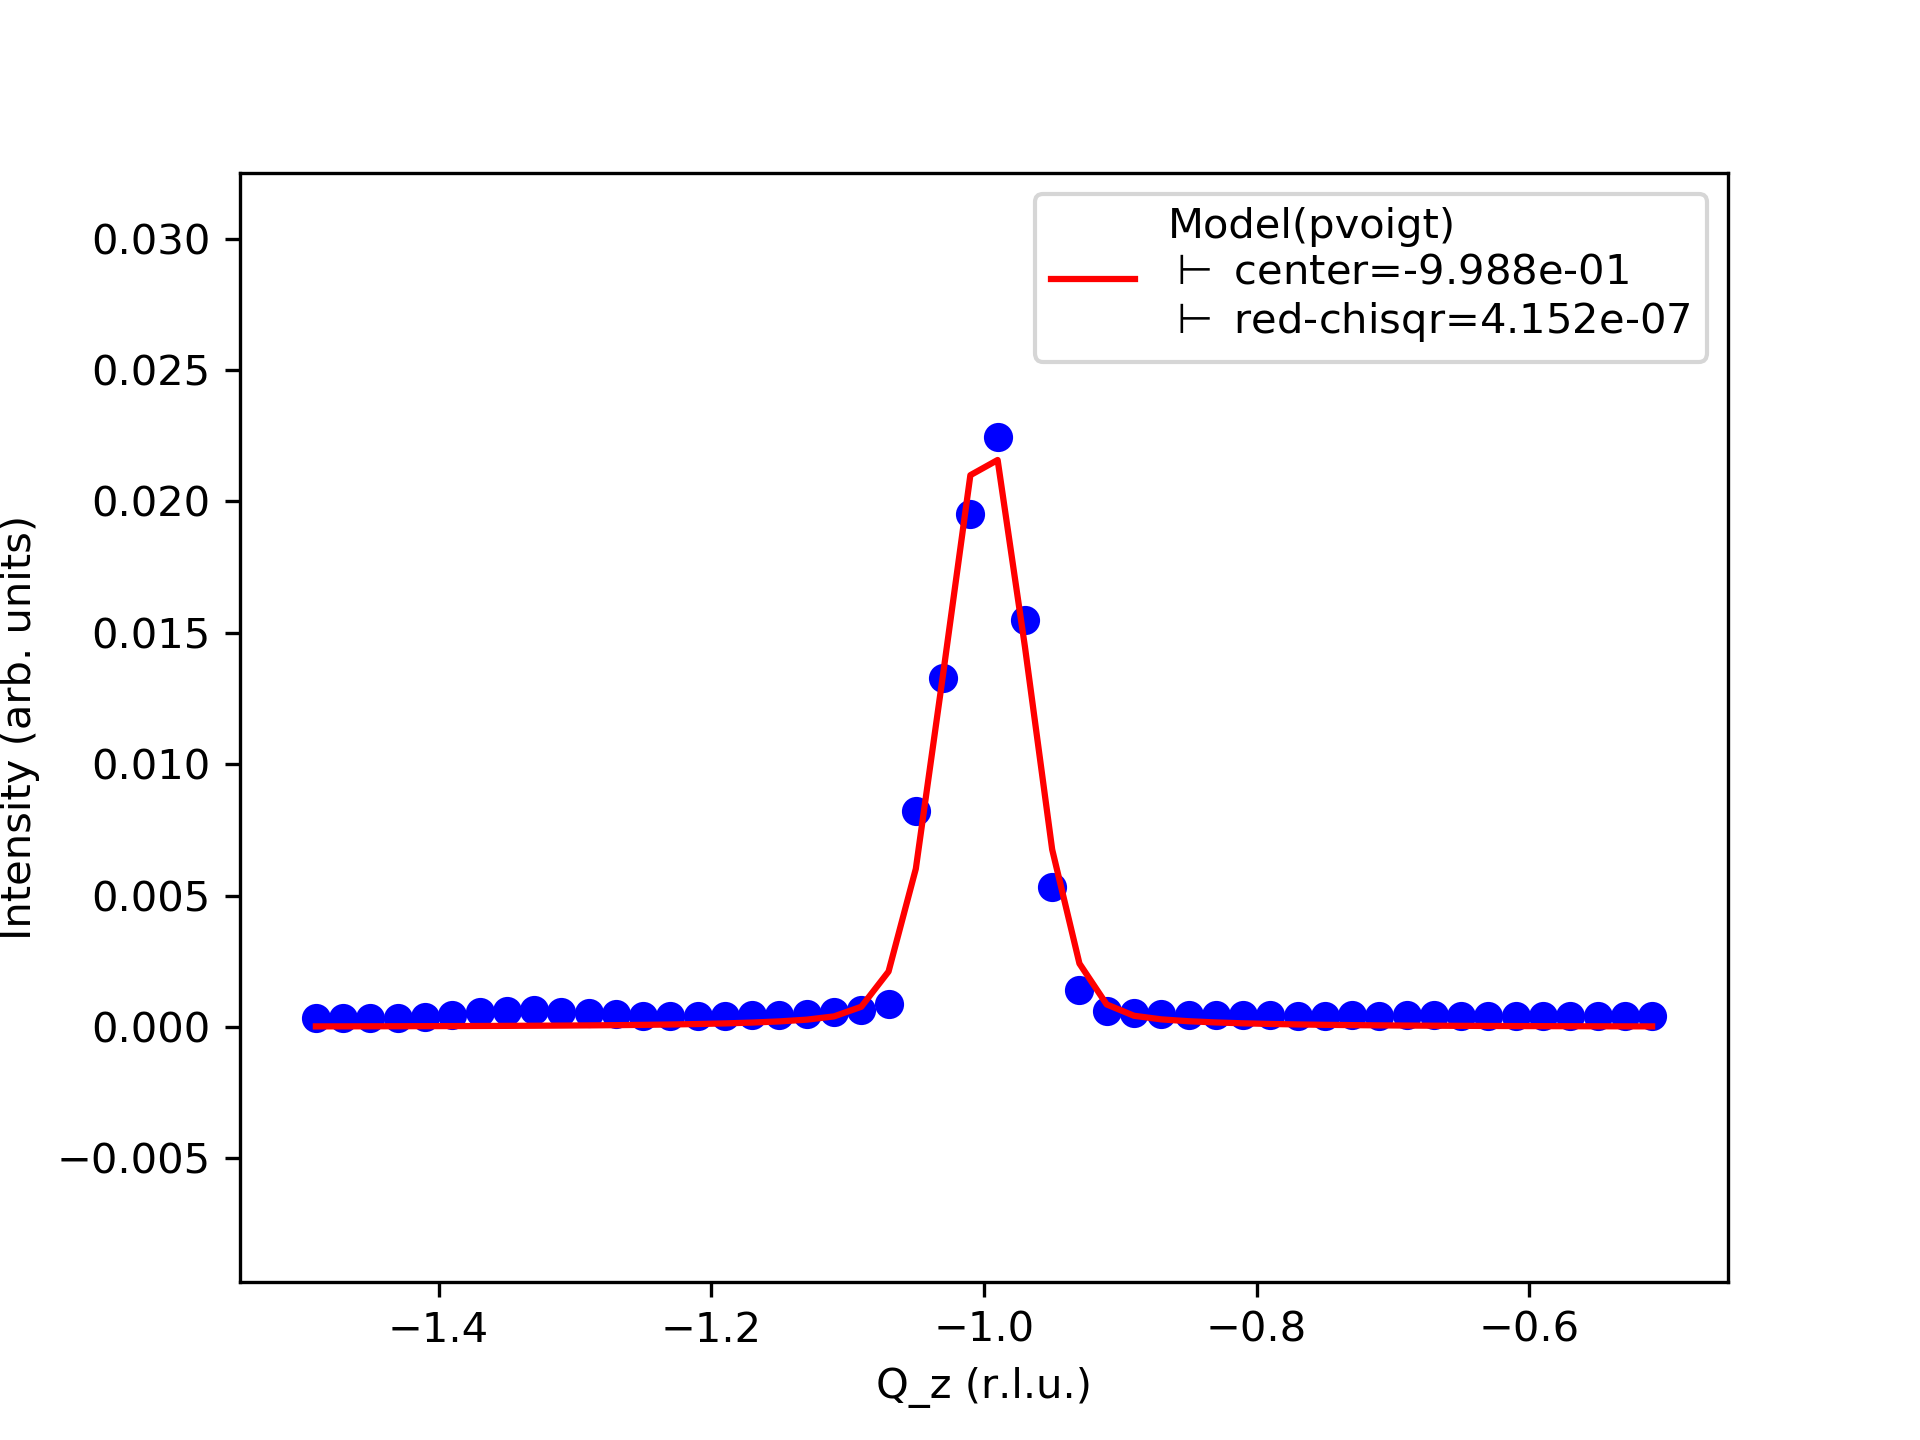 Model(pvoigt)
⊢ center=-9.988e-01
⊢ red-chisqr=4.152e-07
0.030
0.025
0.020
0.015
0.010
0.005
0.000
−0.005
Intensity (arb. units)
−1.4 −1.2 −1.0 −0.8 −0.6
Q_z (r.l.u.)